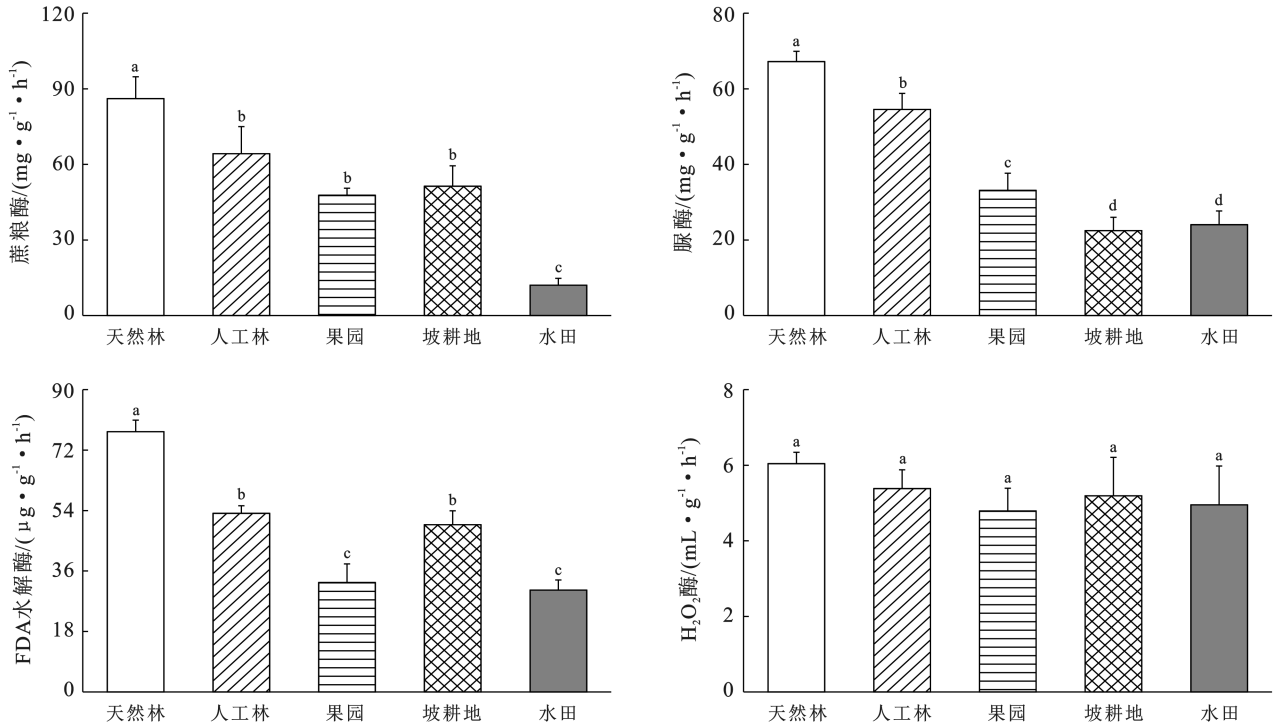 120
90
60
30
0
蔗粮酶/(mg•g⁻¹•h⁻¹)
a
b
b
b
c
天然林 人工林 果园 坡耕地 水田
80
60
40
20
0
脲酶/(mg•g⁻¹•h⁻¹)
a
b
c
d
d
天然林 人工林 果园 坡耕地 水田
90
72
54
36
18
0
FDA水解酶/(μg•g⁻¹•h⁻¹)
a
b
c
b
c
天然林 人工林 果园 坡耕地 水田
8
6
4
2
0
H₂O₂酶/(mL•g⁻¹•h⁻¹)
a
a
a
a
a
天然林 人工林 果园 坡耕地 水田